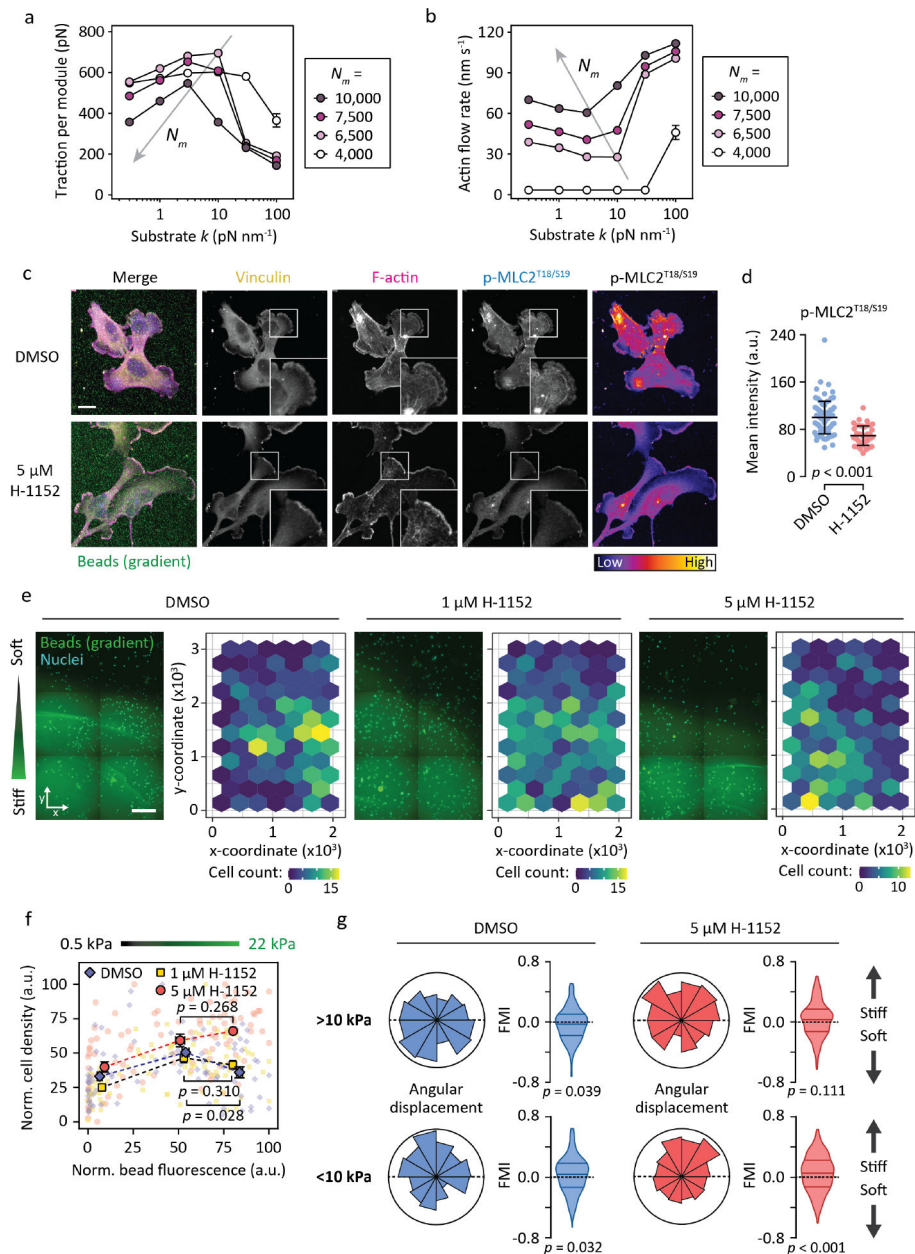 a
Traction per module (pN)
800
600
400
200
0
1
10
100
Substrate k (pN nm⁻¹)
Nₘ
Nₘ =
10,000
7,500
6,500
4,000
b
Actin flow rate (nm s⁻¹)
120
90
60
30
0
1
10
100
Substrate k (pN nm⁻¹)
Nₘ
Nₘ =
10,000
7,500
6,500
4,000
c
Merge
Vinculin
F-actin
p-MLC2ᵀ¹⁸/ˢ¹⁹
p-MLC2ᵀ¹⁸/ˢ¹⁹
DMSO
5 µM
H-1152
Beads (gradient)
Low
High
d
p-MLC2ᵀ¹⁸/ˢ¹⁹
Mean intensity (a.u.)
240
160
80
0
p < 0.001
DMSO
H-1152
e
DMSO
1 µM H-1152
5 µM H-1152
Soft
Stiff
Beads (gradient)
Nuclei
y
x
y-coordinate (x10³)
3
2
1
0
0
1
2
0
1
2
0
1
2
x-coordinate (x10³)
x-coordinate (x10³)
x-coordinate (x10³)
Cell count:
0
15
Cell count:
0
15
Cell count:
0
10
f
0.5 kPa
22 kPa
Norm. cell density (a.u.)
100
75
50
25
0
DMSO
1 µM H-1152
5 µM H-1152
p = 0.268
p = 0.310
p = 0.028
0
25
50
75
100
Norm. bead fluorescence (a.u.)
g
DMSO
5 µM H-1152
>10 kPa
FMI
0.8
0.0
-0.8
p = 0.039
FMI
0.8
0.0
-0.8
p = 0.111
Stiff
Soft
Angular
displacement
Angular
displacement
<10 kPa
FMI
0.8
0.0
-0.8
p = 0.032
FMI
0.8
0.0
-0.8
p < 0.001
Stiff
Soft